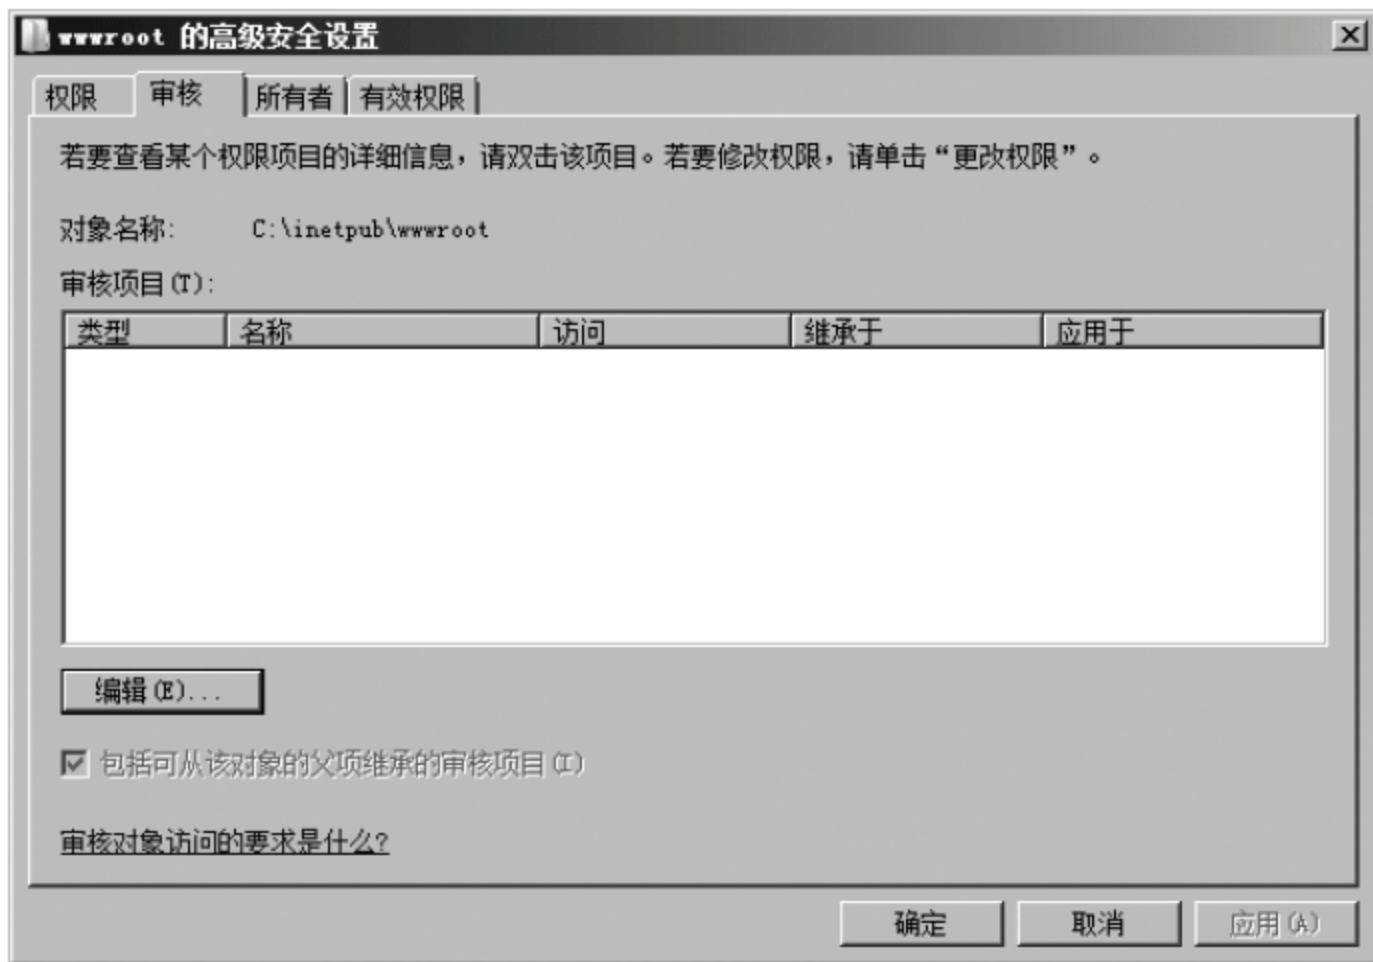 wwwroot 的高级安全设置
权限 审核 所有者 有效权限
若要查看某个权限项目的详细信息，请双击该项目。若要修改权限，请单击“更改权限”。
对象名称: C:\inetpub\wwwroot
审核项目(T):
类型 名称 访问 继承于 应用于
编辑(E)...
包括可从该对象的父项继承的审核项目(I)
审核对象访问的要求是什么?
确定 取消 应用(A)